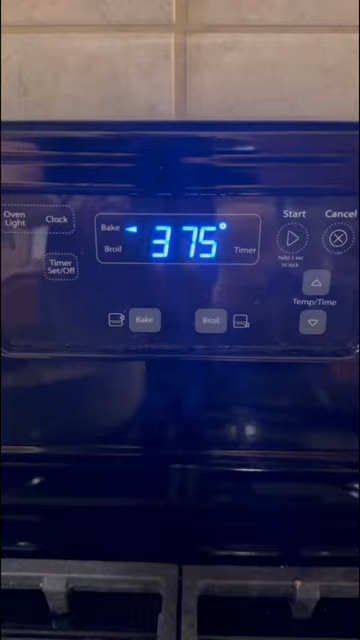 Oven
Light
Clock
Timer
Set/Off
Bake
Broil
375°
Timer
Start
Cancel
hold 3 sec
to lock
Temp/Time
Bake
Broil